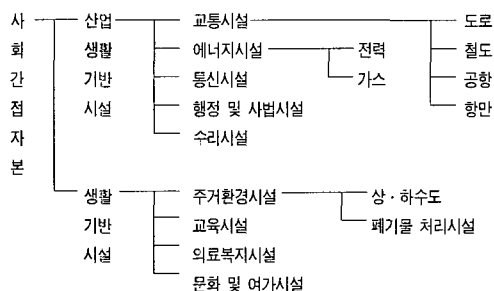 사 산업 교통시설 도로
회 생활 에너지시설 전력 철도
간 기반 통신시설 가스 공항
접 시설 행정 및 사법시설 항만
자 수리시설
본
생활 주거환경시설 상·하수도
기반 교육시설 폐기물 처리시설
시설 의료복지시설
문화 및 여가시설